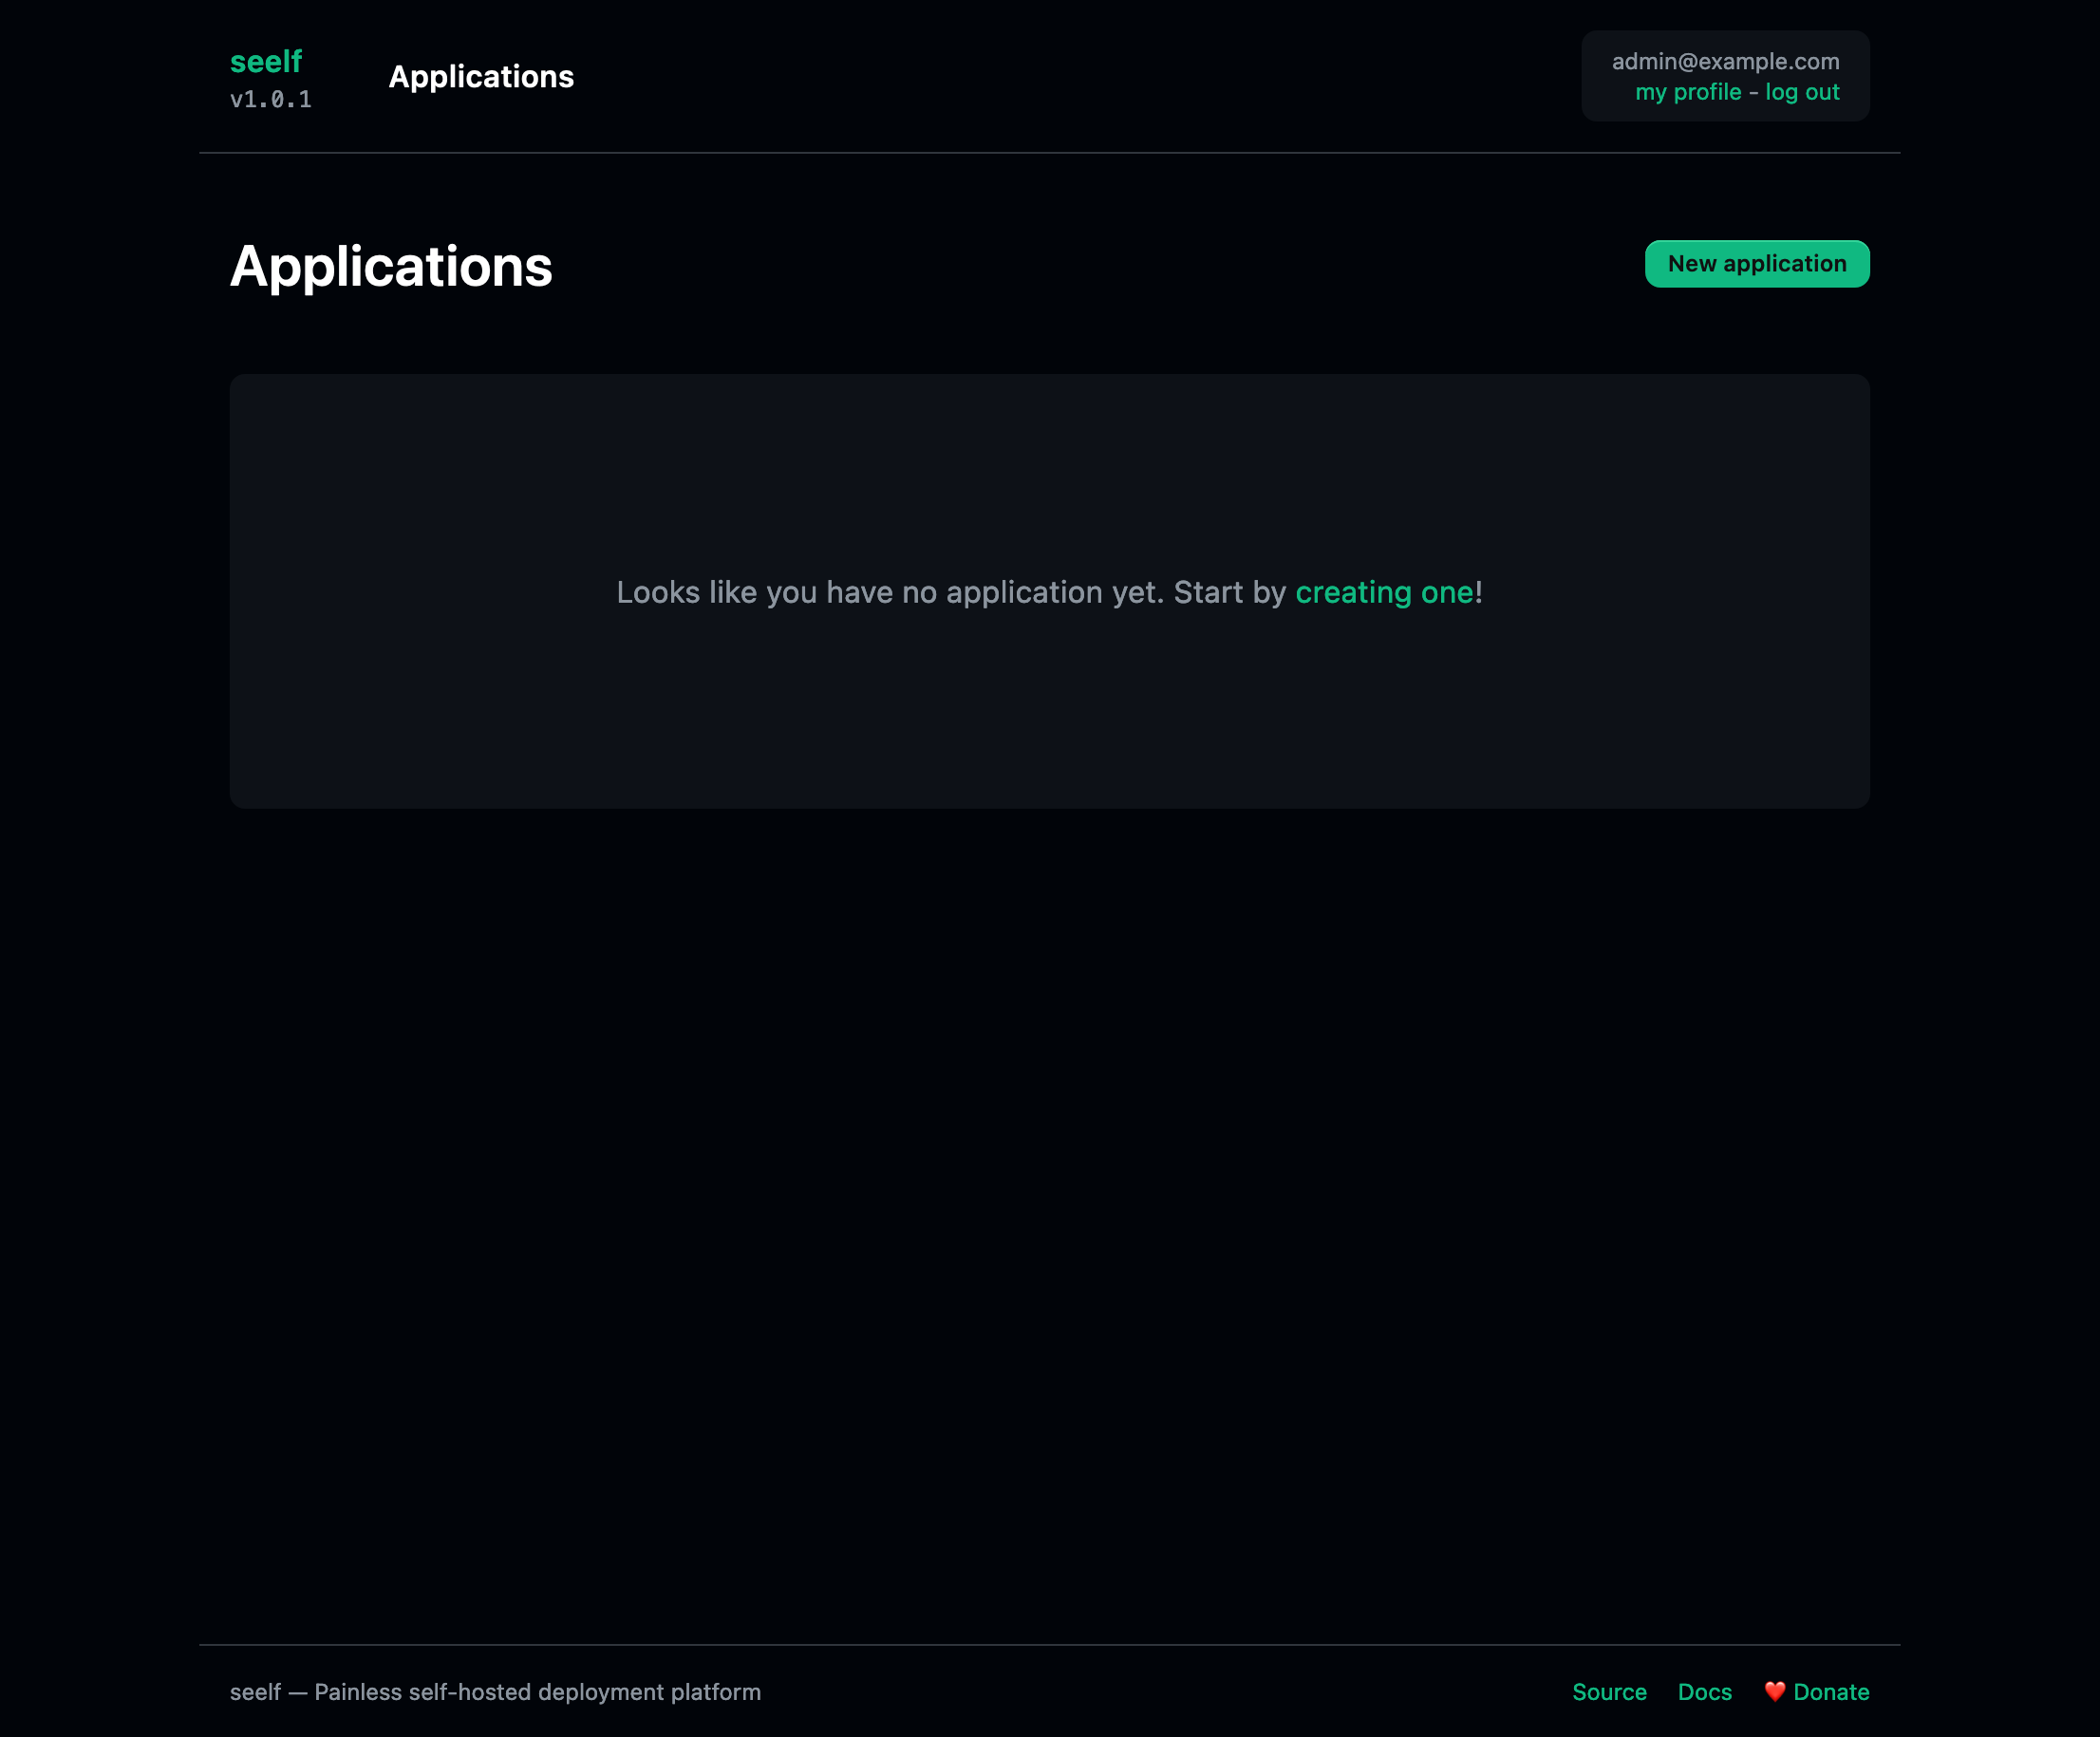 seelf
v1.0.1
Applications
admin@example.com
my profile - log out
Applications
New application
Looks like you have no application yet. Start by creating one!
seelf — Painless self-hosted deployment platform
Source Docs ❤️ Donate